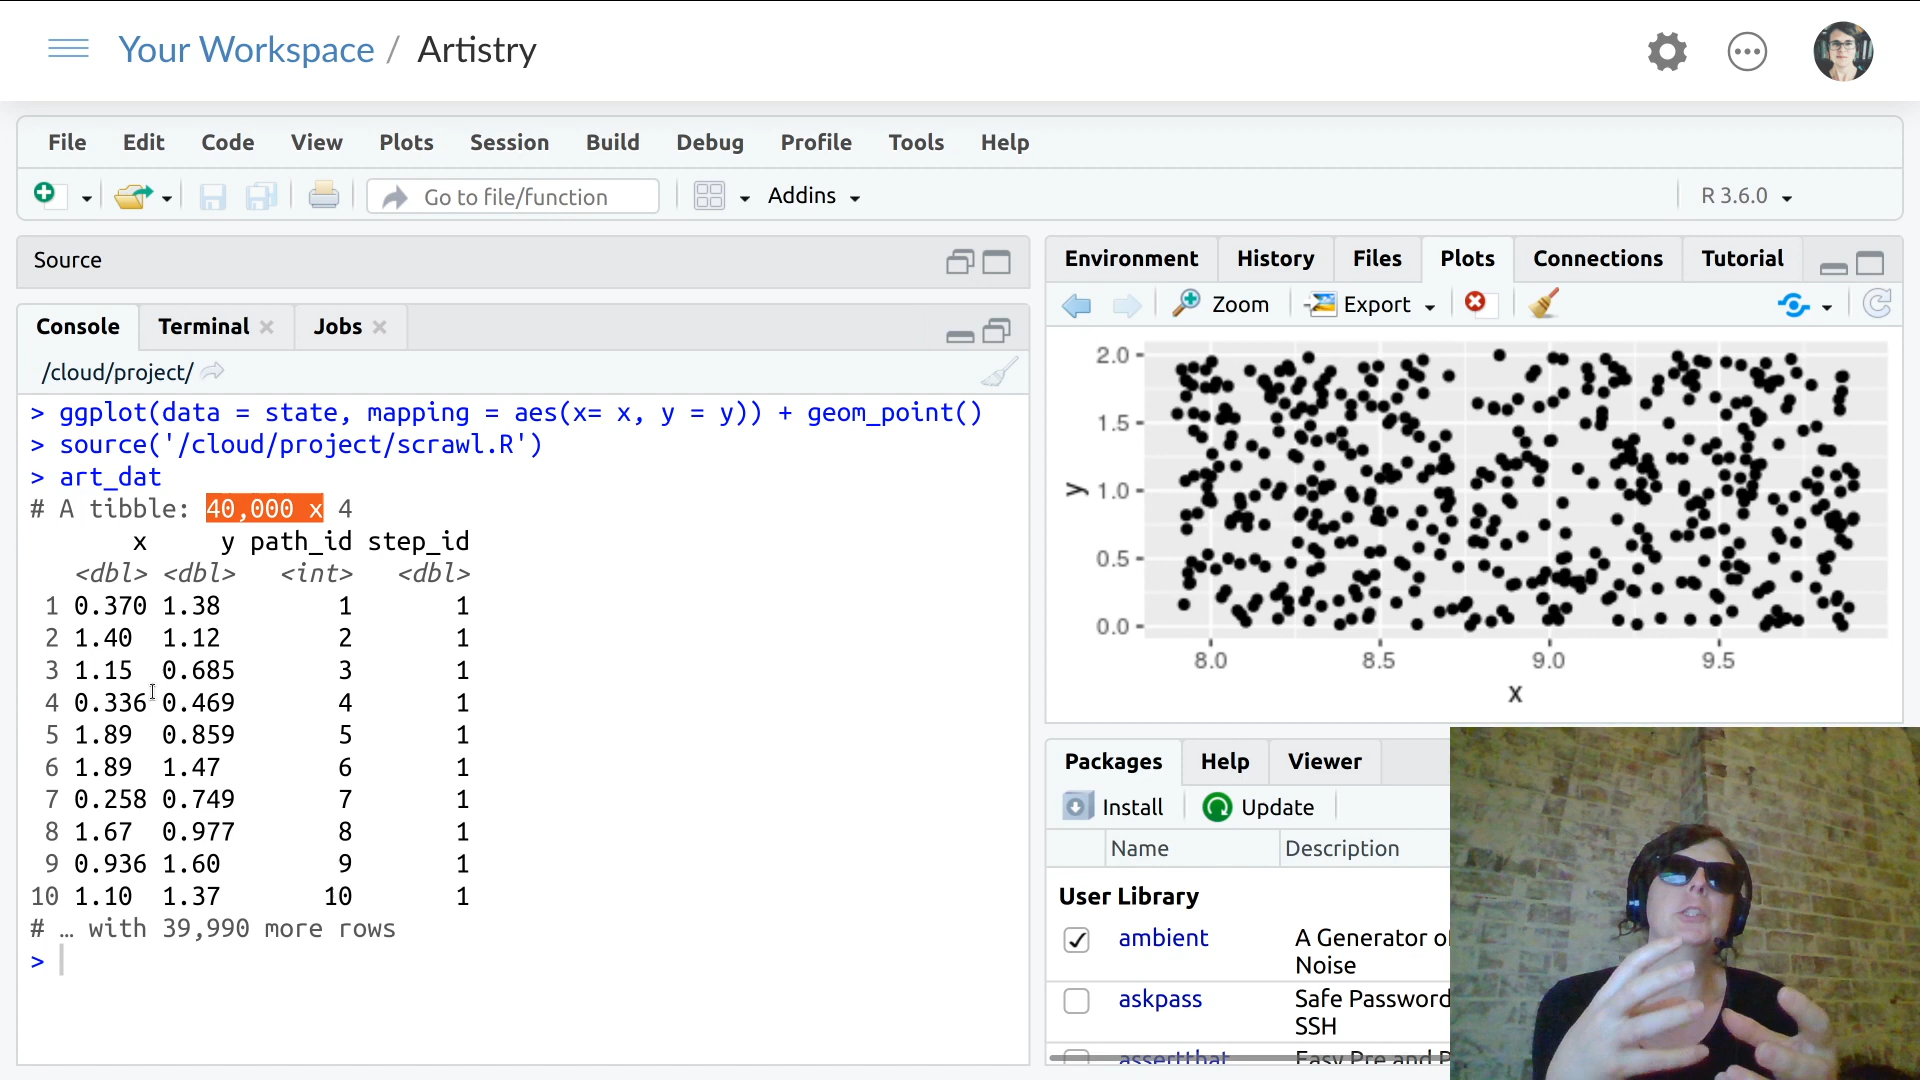 Your Workspace / Artistry
File Edit Code View Plots Session Build Debug Profile Tools Help
Go to file/function Addins R 3.6.0
Source
Console Terminal Jobs
/cloud/project/
> ggplot(data = state, mapping = aes(x= x, y = y)) + geom_point()
> source('/cloud/project/scrawl.R')
> art_dat
# A tibble: 40,000 x 4
x y path_id step_id
<dbl> <dbl> <int> <dbl>
1 0.370 1.38 1 1
2 1.40 1.12 2 1
3 1.15 0.685 3 1
4 0.336 0.469 4 1
5 1.89 0.859 5 1
6 1.89 1.47 6 1
7 0.258 0.749 7 1
8 1.67 0.977 8 1
9 0.936 1.60 9 1
10 1.10 1.37 10 1
# … with 39,990 more rows
>
Environment History Files Plots Connections Tutorial
Zoom Export
2.0
1.5
y 1.0
0.5
0.0
8.0 8.5 9.0 9.5
x
Packages Help Viewer
Install Update
Name Description
User Library
ambient A Generator o
Noise
askpass Safe Password
SSH
assertthat Easy Pre and P